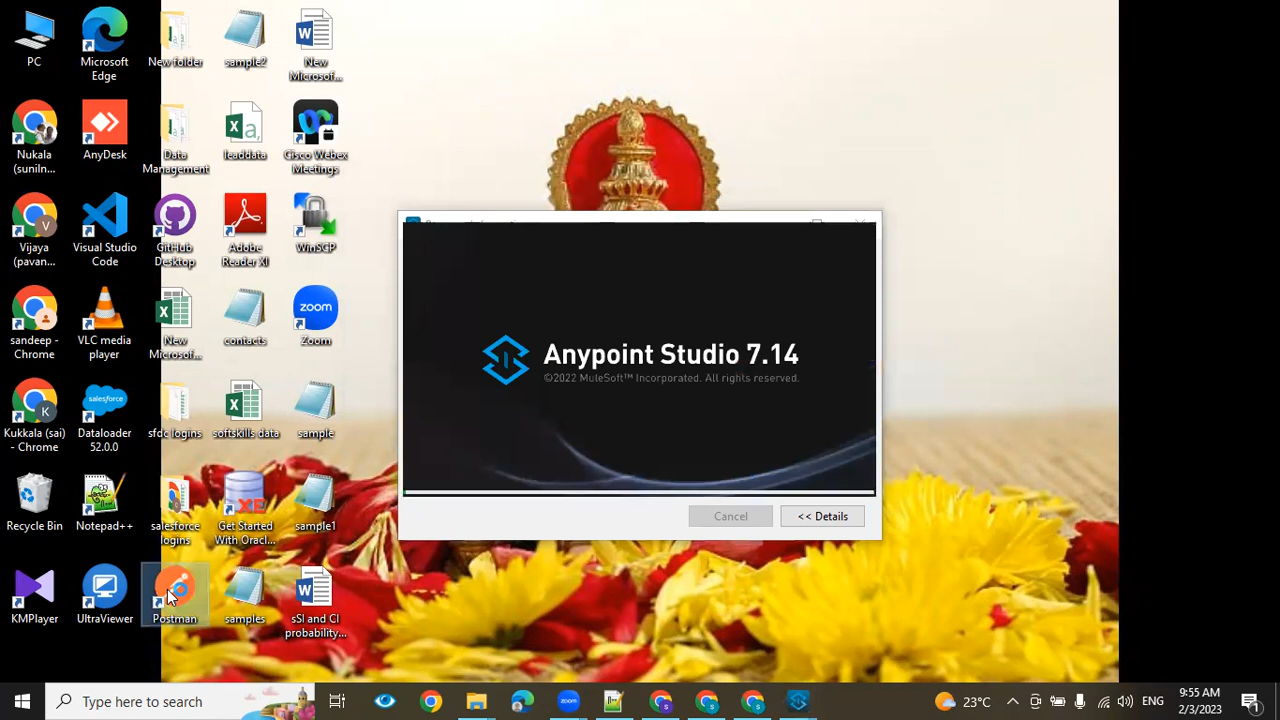 PC
Microsoft
Edge
New folder
sample2
New
Microsof...
Nukala
(suniln...
AnyDesk
Data
Management
leaddata
Cisco Webex
Meetings
Vijaya
(pavan...
Visual Studio
Code
GitHub
Desktop
Adobe
Reader XI
WinSCP
sandeep -
Chrome
VLC media
player
New
Microsof...
contacts
Zoom
zoom
Kukkala (sai)
- Chrome
salesforce
Dataloader
52.0.0
sfdc logins
softskills data
sample
Recycle Bin
Notepad++
salesforce
logins
Get Started
With Oracl...
sample1
KMPlayer
UltraViewer
Postman
samples
sSI and CI
probability...
Anypoint Studio 7.14
©2022 MuleSoft™ Incorporated. All rights reserved.
Cancel
<< Details
Type here to search
23°C
ENG
9:55 AM
2/3/2023